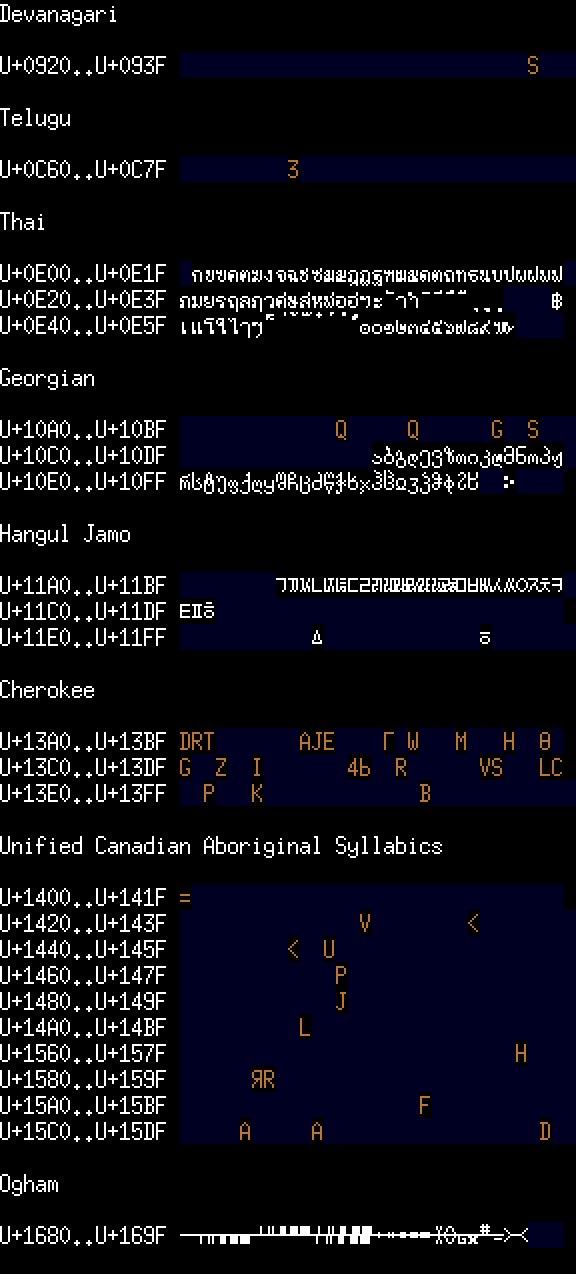 Devanagari
U+0920..U+093F S
Telugu
U+0C60..U+0C7F 3
Thai
U+0E00..U+0E1F กขฃคฅฆงจฉชซฌญฎฏฐฑฒณดตถทธนบปผฝพฟ
U+0E20..U+0E3F ภมยรฤลฦวศษสหฬอฮฯะัาำิีึืฺุู ฿
U+0E40..U+0E5F เแโใไๅๆ็่้๊๋์ํ๎๏๐๑๒๓๔๕๖๗๘๙๚๛
Georgian
U+10A0..U+10BF Q Q G S
U+10C0..U+10DF აბგდევზთიკლმნოპჟ
U+10E0..U+10FF რსტუფქღყშჩცძწჭხჯჰჱჲჳჴჵჶჷჸ ჻
Hangul Jamo
U+11A0..U+11BF ᆨᆩᆪᆫᆬᆭᆮᆯᆰᆱᆲᆳᆴᆵᆶᆷᆸᆹᆺᆻᆼᆽᆾᆿ
U+11C0..U+11DF ᇀᇁᇂ
U+11E0..U+11FF ᇫ ᇹ
Cherokee
U+13A0..U+13BF DRT AJE Γ W M H θ
U+13C0..U+13DF G Z I 4b R VS LC
U+13E0..U+13FF P K B
Unified Canadian Aboriginal Syllabics
U+1400..U+141F =
U+1420..U+143F V <
U+1440..U+145F < U
U+1460..U+147F P
U+1480..U+149F J
U+14A0..U+14BF L
U+1560..U+157F H
U+1580..U+159F ЯR
U+15A0..U+15BF F
U+15C0..U+15DF A A D
Ogham
U+1680..U+169F  ᚁᚂᚃᚄᚅᚆᚇᚈᚉᚊᚋᚌᚍᚎᚏᚐᚑᚒᚓᚔᚕᚖᚗᚘᚙᚚ᚛᚜